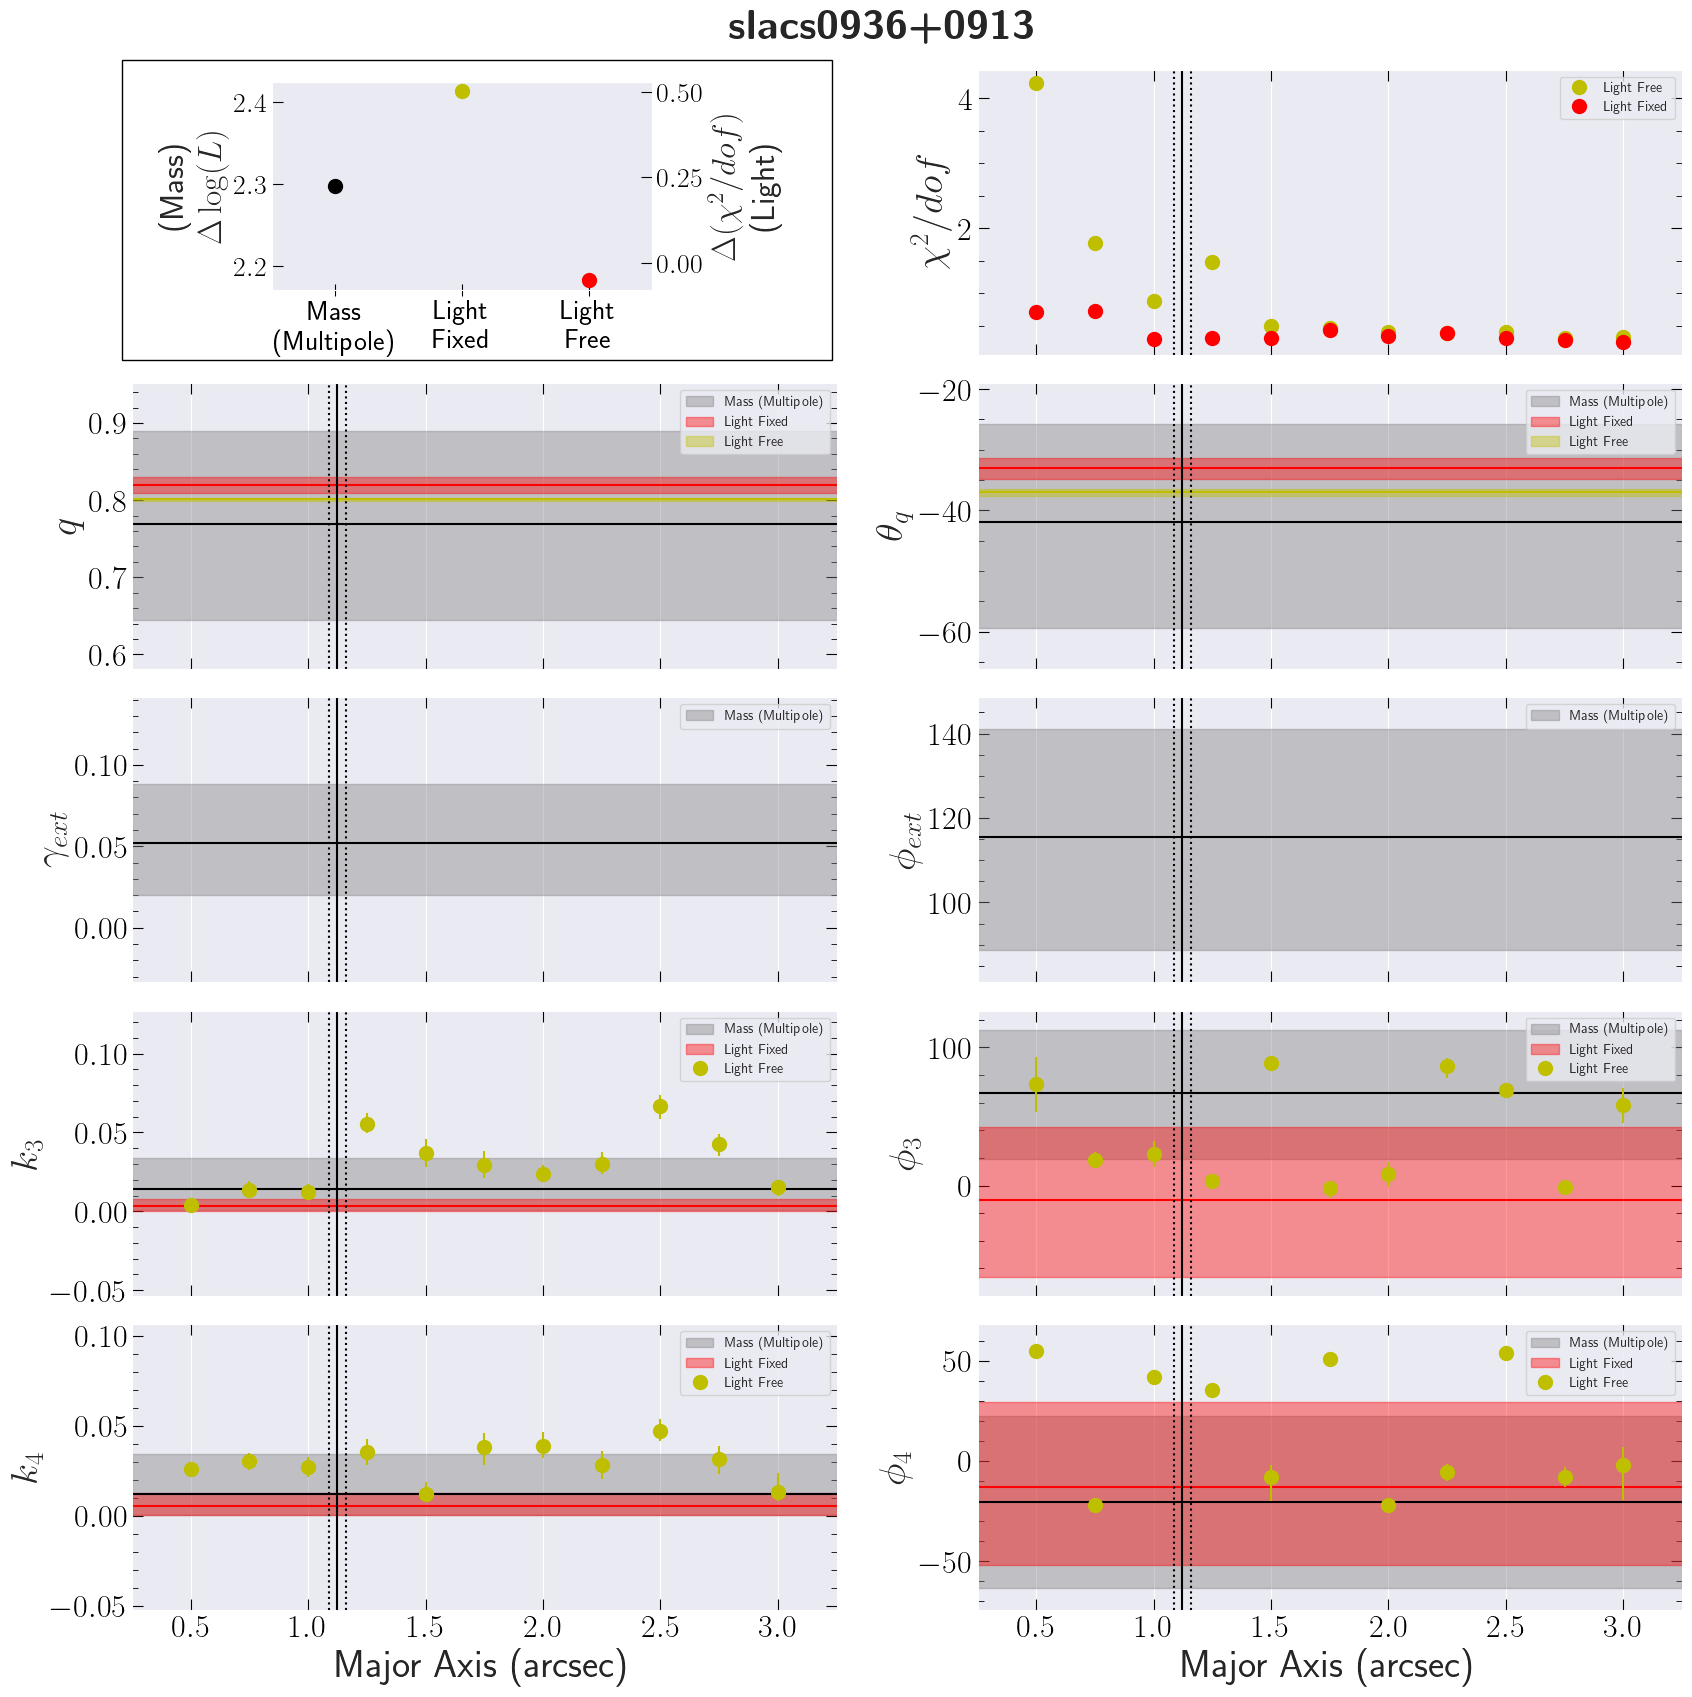 slacs0936+0913
2.4
2.3
2.2
(Mass)
Δ log(L)
0.50
0.25
0.00
Δ(χ²/dof)
(Light)
Mass
(Multipole)
Light
Fixed
Light
Free
4
2
χ²/dof
Light Free
Light Fixed
0.9
0.8
0.7
0.6
q
Mass (Multipole)
Light Fixed
Light Free
−20
−40
−60
θq
Mass (Multipole)
Light Fixed
Light Free
0.10
0.05
0.00
γext
Mass (Multipole)
140
120
100
ϕext
Mass (Multipole)
0.10
0.05
0.00
−0.05
k3
Mass (Multipole)
Light Fixed
Light Free
100
0
ϕ3
Mass (Multipole)
Light Fixed
Light Free
0.10
0.05
0.00
−0.05
k4
Mass (Multipole)
Light Fixed
Light Free
0.5 1.0 1.5 2.0 2.5 3.0
Major Axis (arcsec)
50
0
−50
ϕ4
Mass (Multipole)
Light Fixed
Light Free
0.5 1.0 1.5 2.0 2.5 3.0
Major Axis (arcsec)